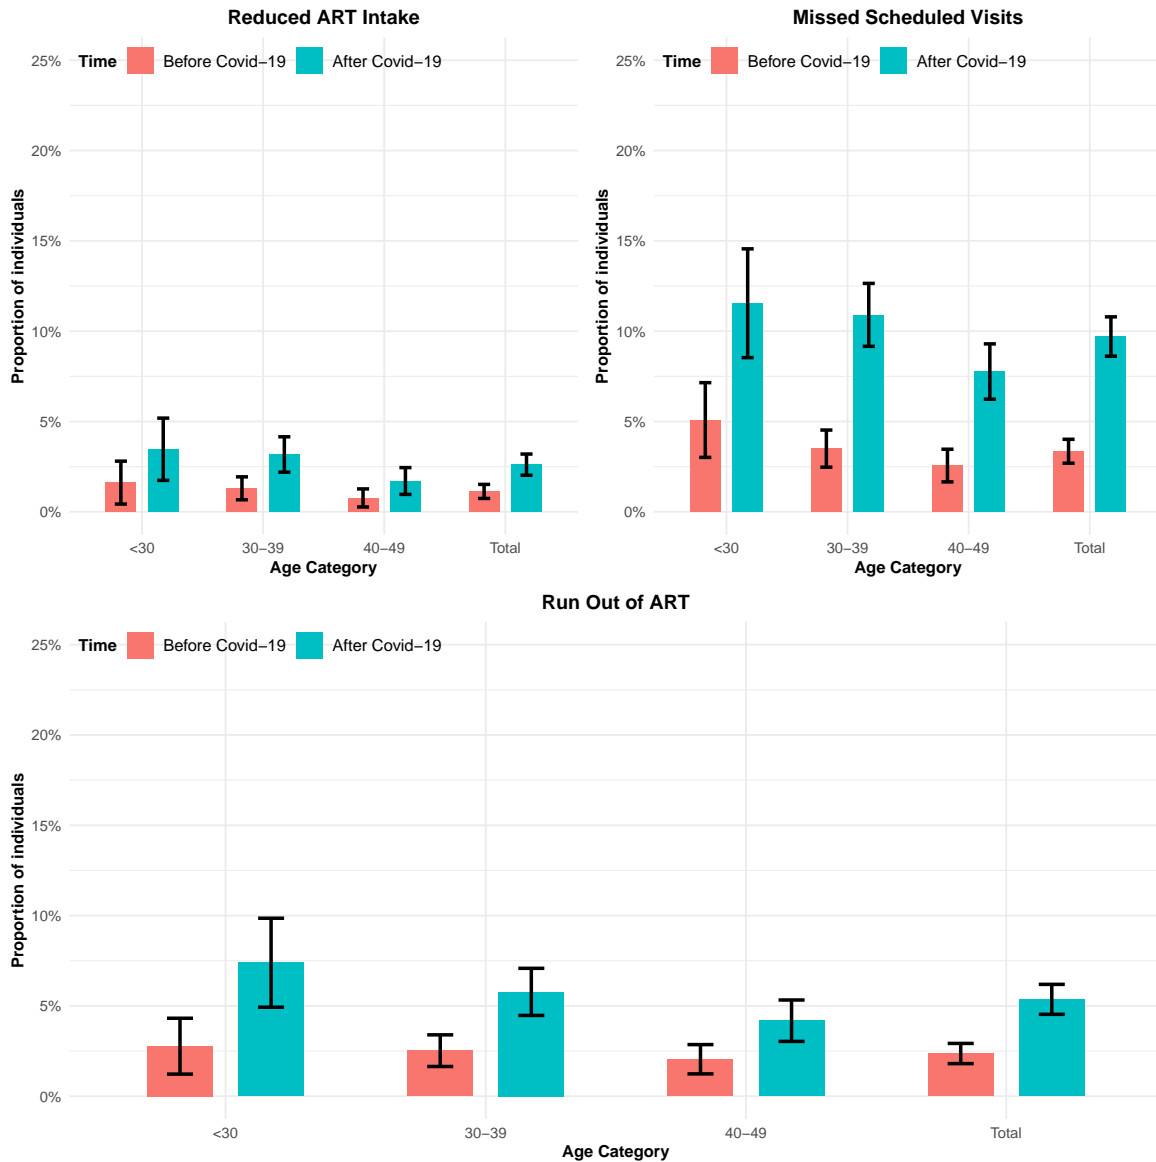 Reduced ART Intake
Time Before Covid−19 After Covid−19
25%
20%
15%
10%
5%
0%
Proportion of individuals
<30 30−39 40−49 Total
Age Category
Missed Scheduled Visits
Time Before Covid−19 After Covid−19
25%
20%
15%
10%
5%
0%
Proportion of individuals
<30 30−39 40−49 Total
Age Category
Run Out of ART
Time Before Covid−19 After Covid−19
25%
20%
15%
10%
5%
0%
Proportion of individuals
<30 30−39 40−49 Total
Age Category